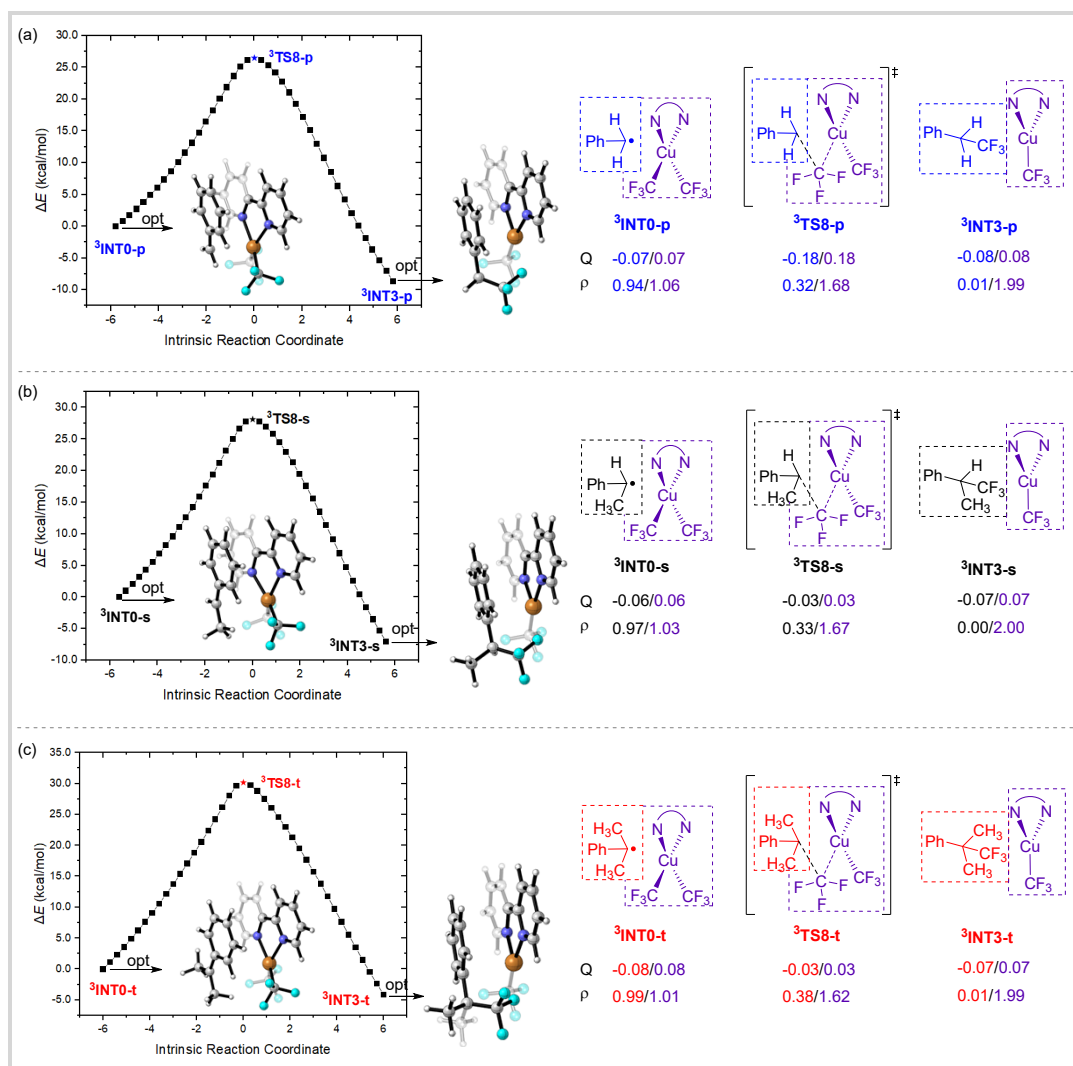 (a)
30.0
25.0
20.0
15.0
10.0
5.0
0.0
-5.0
-10.0
ΔE (kcal/mol)
³TS8-p
opt
³INT0-p
opt
³INT3-p
-6 -4 -2 0 2 4 6
Intrinsic Reaction Coordinate
H
Ph
C•
H
N N
Cu
F₃C CF₃
³INT0-p
H
Ph C
H
N N
Cu
C CF₃
F F
F
‡
³TS8-p
H
Ph C CF₃
H
N N
Cu
CF₃
³INT3-p
Q -0.07/0.07 -0.18/0.18 -0.08/0.08
ρ 0.94/1.06 0.32/1.68 0.01/1.99
(b)
30.0
25.0
20.0
15.0
10.0
5.0
0.0
-5.0
-10.0
ΔE (kcal/mol)
³TS8-s
opt
³INT0-s
opt
³INT3-s
-6 -4 -2 0 2 4 6
Intrinsic Reaction Coordinate
H
Ph C•
H₃C
N N
Cu
F₃C CF₃
³INT0-s
H
Ph C
H₃C
N N
Cu
C CF₃
F F
F
‡
³TS8-s
H
Ph C CF₃
CH₃
N N
Cu
CF₃
³INT3-s
Q -0.06/0.06 -0.03/0.03 -0.07/0.07
ρ 0.97/1.03 0.33/1.67 0.00/2.00
(c)
35.0
30.0
25.0
20.0
15.0
10.0
5.0
0.0
-5.0
ΔE (kcal/mol)
³TS8-t
opt
³INT0-t
opt
³INT3-t
-6 -4 -2 0 2 4 6
Intrinsic Reaction Coordinate
H₃C
Ph C•
H₃C
N N
Cu
F₃C CF₃
³INT0-t
H₃C
Ph C
H₃C
N N
Cu
C CF₃
F F
F
‡
³TS8-t
CH₃
Ph C CF₃
CH₃
N N
Cu
CF₃
³INT3-t
Q -0.08/0.08 -0.03/0.03 -0.07/0.07
ρ 0.99/1.01 0.38/1.62 0.01/1.99